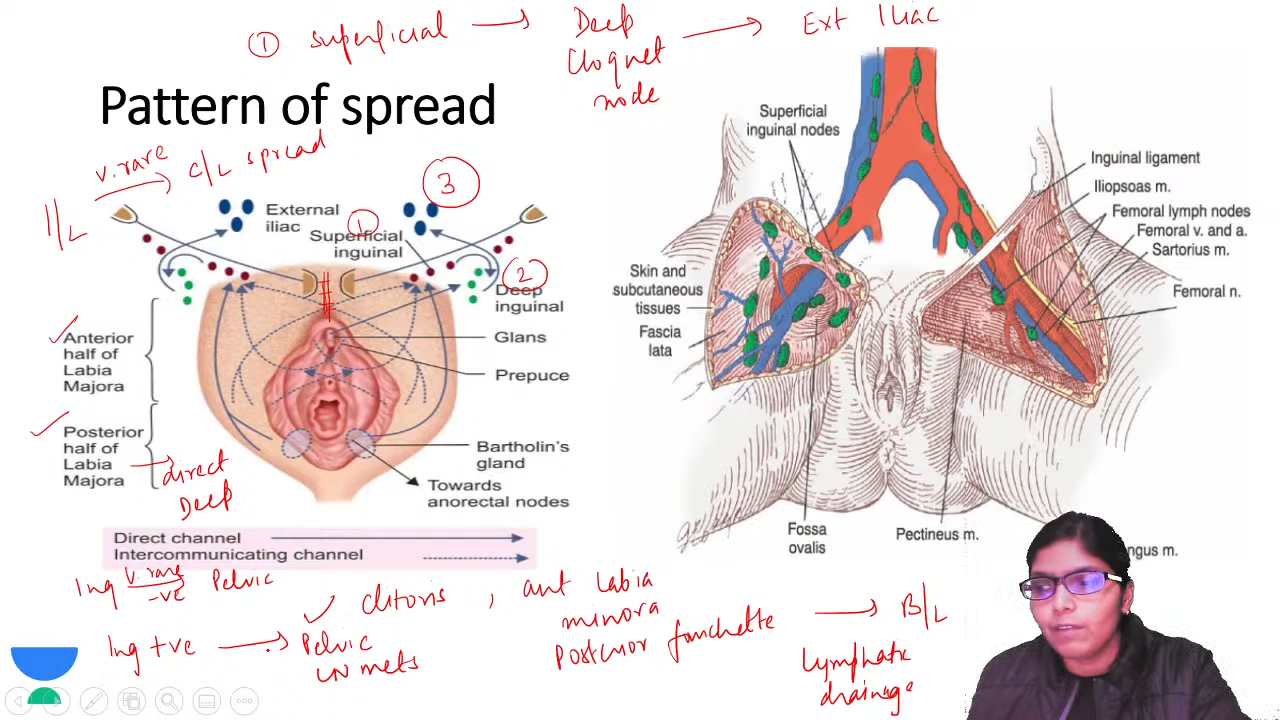 ① superficial → Deep → Ext Iliac
Cloquet
node
Pattern of spread
I/L v.rare → C/L spread
3
External
iliac
①
Superficial
inguinal
②
Deep
inguinal
Glans
Prepuce
Anterior
half of
Labia
Majora
Posterior
half of
Labia
Majora → direct
Deep
Bartholin's
gland
Towards
anorectal nodes
Direct channel
Intercommunicating channel
Superficial
inguinal nodes
Inguinal ligament
Iliopsoas m.
Femoral lymph nodes
Femoral v. and a.
Sartorius m.
Femoral n.
Skin and
subcutaneous
tissues
Fascia
lata
Fossa
ovalis
Pectineus m.
ngus m.
Ing v.rare Pelvic
-ve
Ing +ve → Pelvic
LN mets
✓ Clitoris , ant Labia
minora
Posterior fourchette → B/L
Lymphatic
drainage